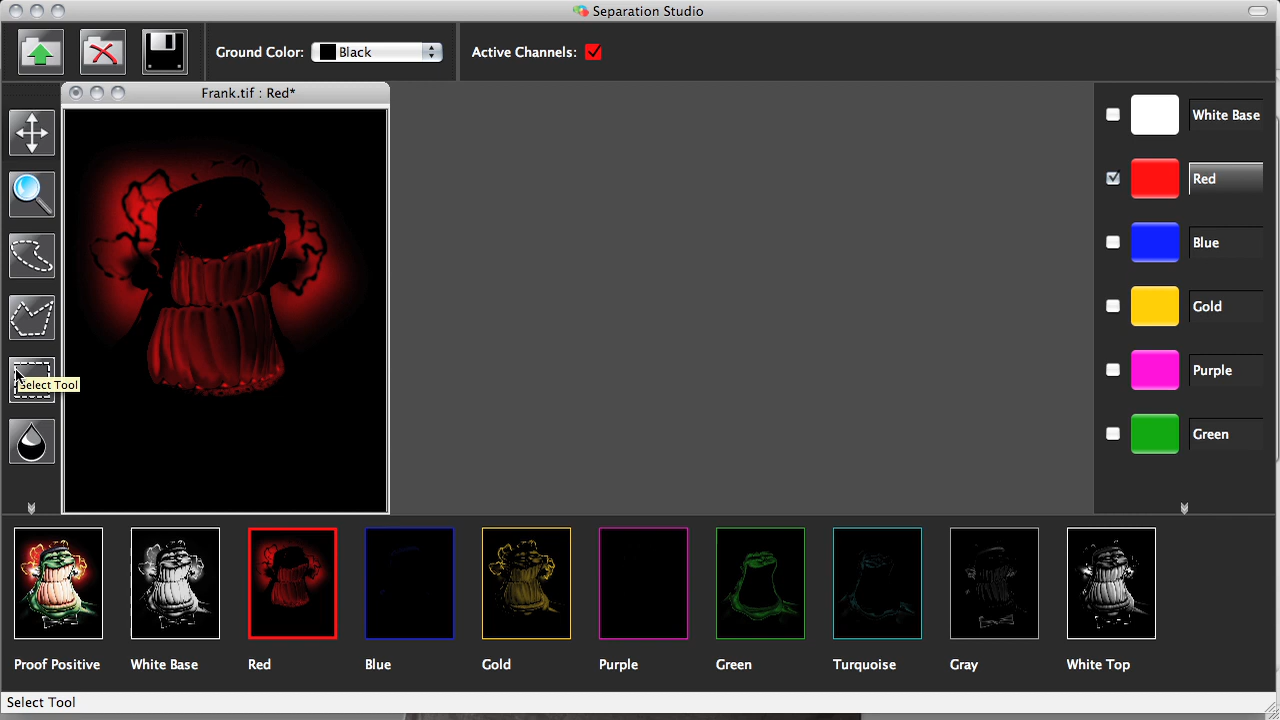 Separation Studio
Ground Color: Black
Active Channels:
Frank.tif : Red*
White Base
Red
Blue
Gold
Purple
Green
Select Tool
Proof Positive
White Base
Red
Blue
Gold
Purple
Green
Turquoise
Gray
White Top
Select Tool